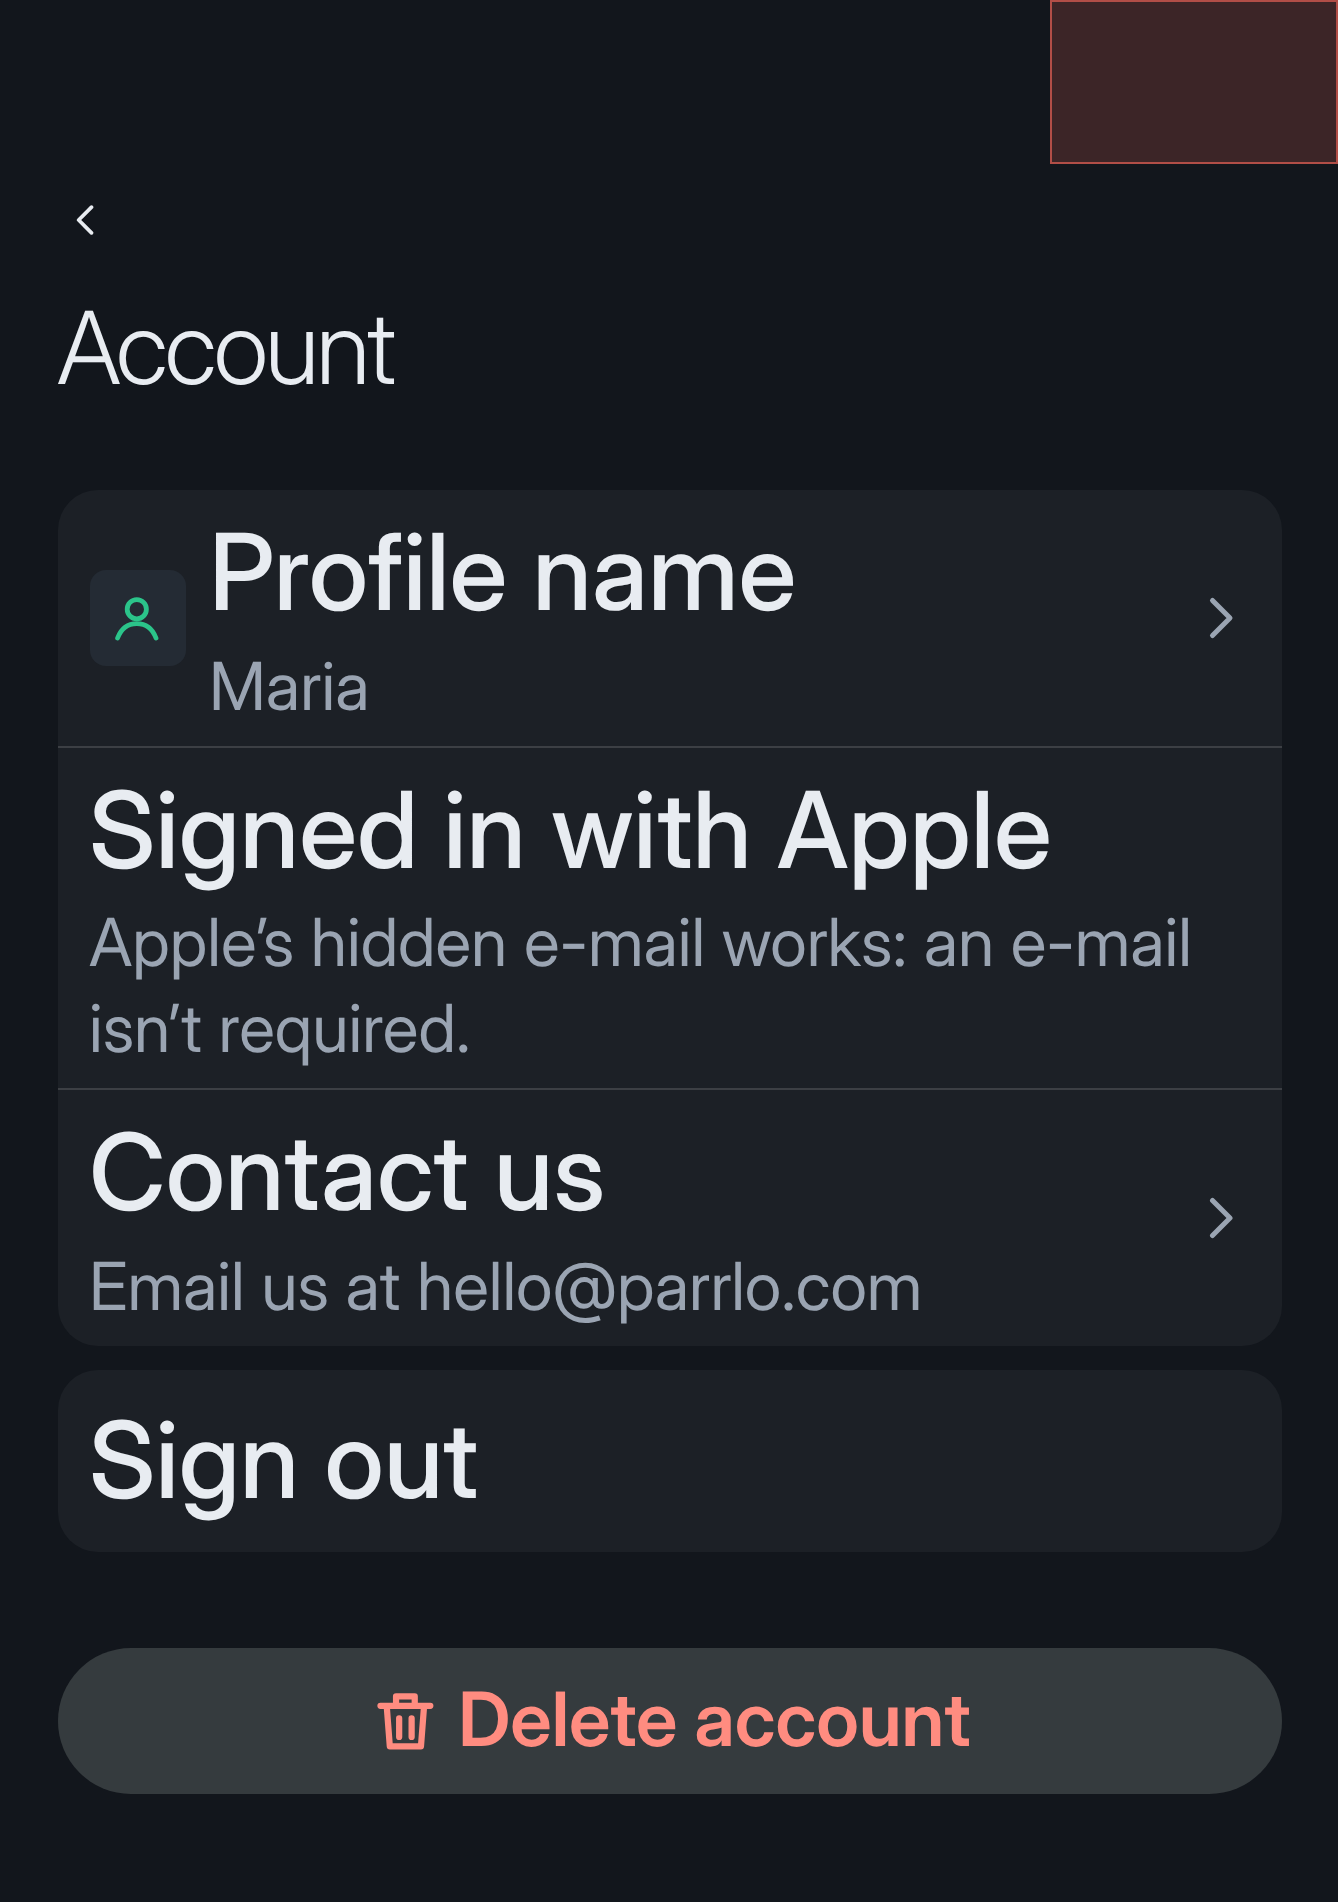 Account
Profile name
Maria
Signed in with Apple
Apple’s hidden e-mail works: an e-mail
isn’t required.
Contact us
Email us at hello@parrlo.com
Sign out
Delete account